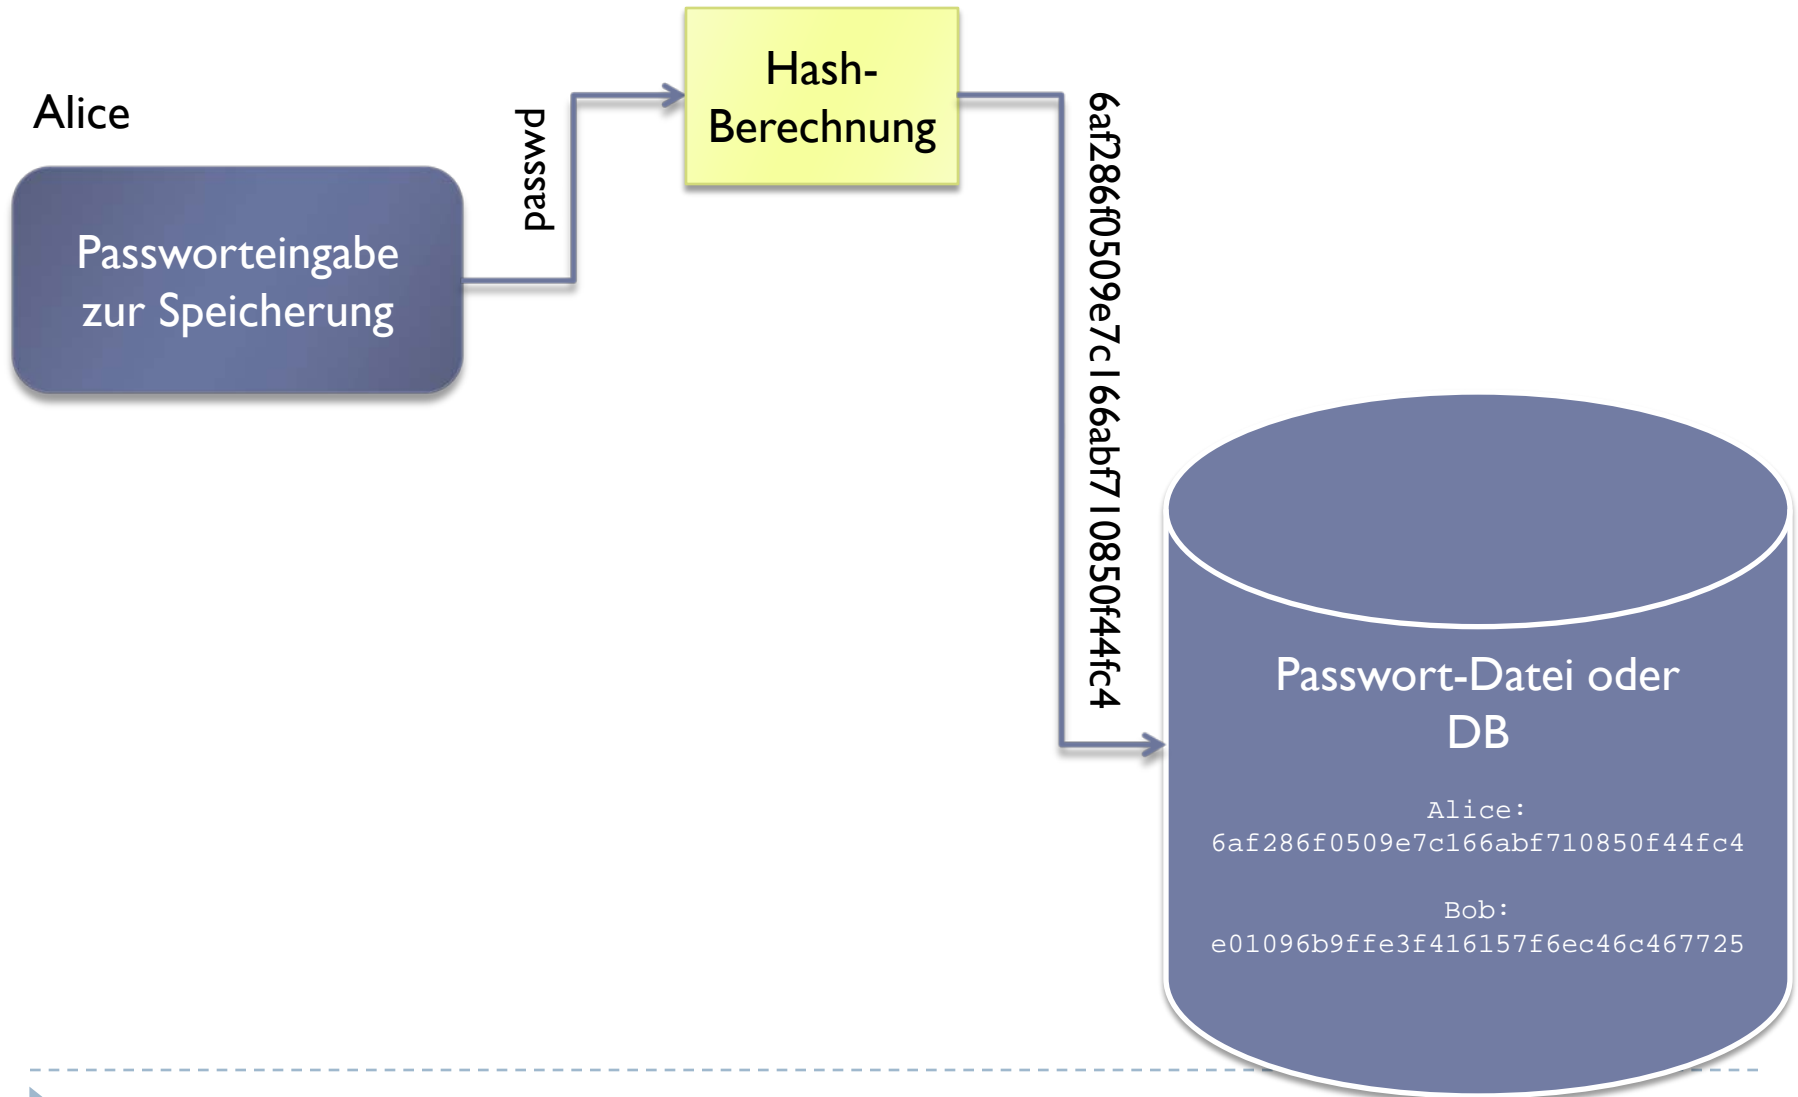 Alice
Passworteingabe
zur Speicherung
passwd
Hash-
Berechnung
6af286f0509e7c166abf710850f44fc4
Passwort-Datei oder
DB
Alice:
6af286f0509e7c166abf710850f44fc4
Bob:
e01096b9ffe3f416157f6ec46c467725